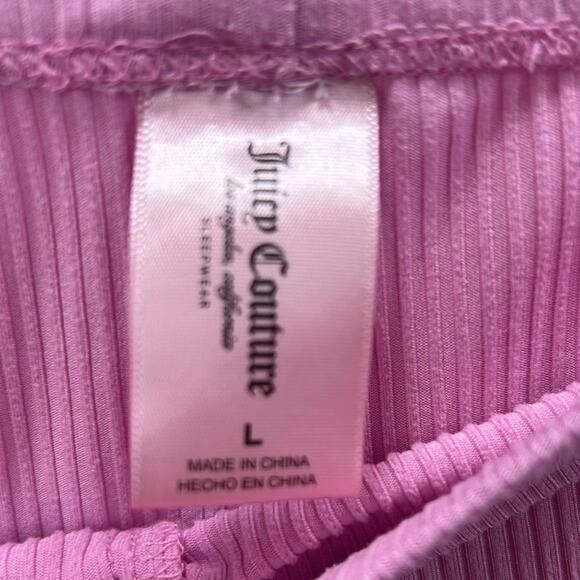 Juicy Couture
los angeles, california
SLEEPWEAR
L
MADE IN CHINA
HECHO EN CHINA